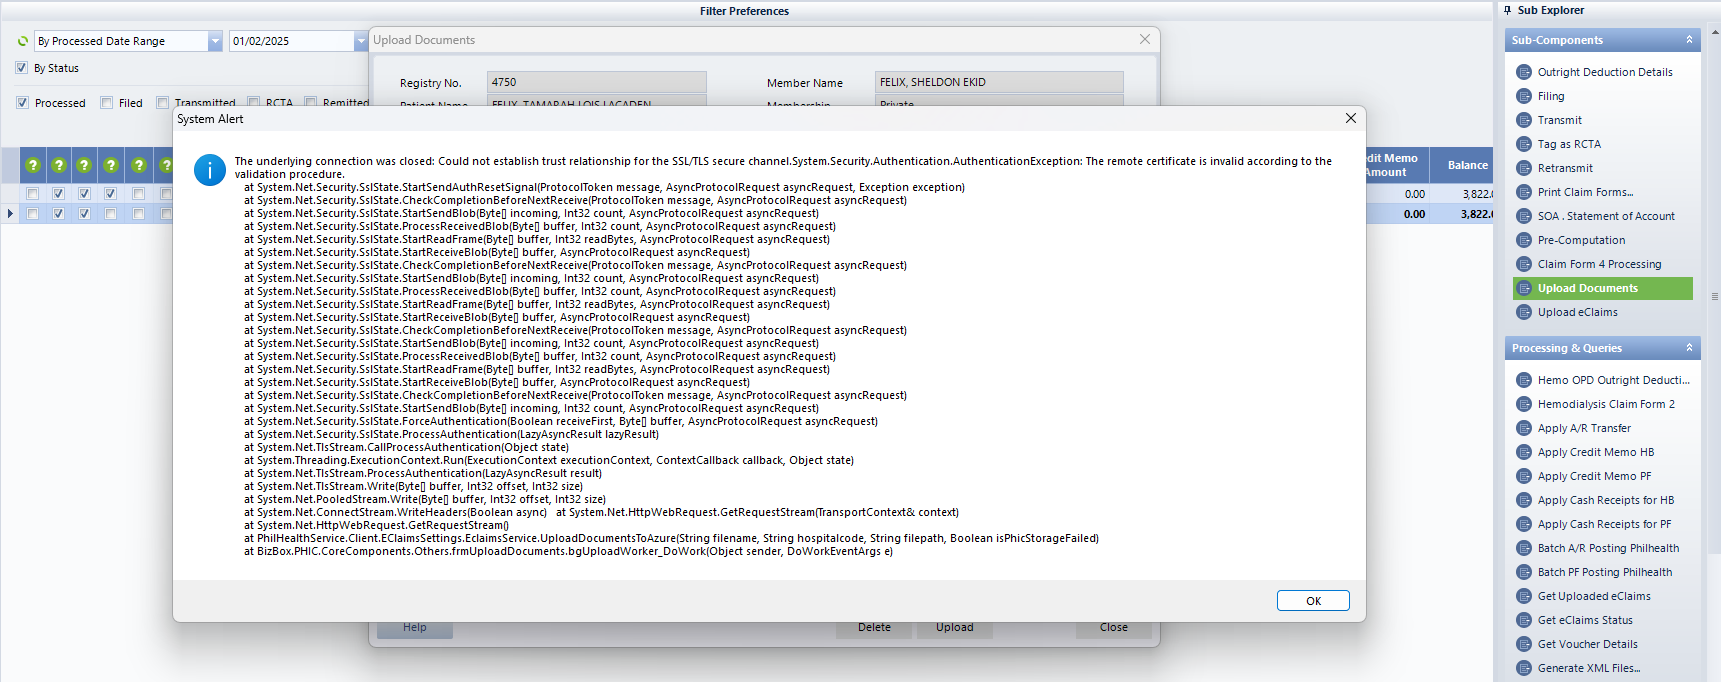 Filter Preferences
Sub Explorer
By Processed Date Range
01/02/2025
Upload Documents
By Status
Registry No.
4750
Member Name
FELIX, SHELDON EKID
Processed
Filed
Transmitted
RCTA
Remitted
Patient Name
FELIX, TAMARAH LOIS LACADEN
Membership
Private
System Alert
The underlying connection was closed: Could not establish trust relationship for the SSL/TLS secure channel.System.Security.Authentication.AuthenticationException: The remote certificate is invalid according to the
validation procedure.
at System.Net.Security.SslState.StartSendAuthResetSignal(ProtocolToken message, AsyncProtocolRequest asyncRequest, Exception exception)
at System.Net.Security.SslState.CheckCompletionBeforeNextReceive(ProtocolToken message, AsyncProtocolRequest asyncRequest)
at System.Net.Security.SslState.StartSendBlob(Byte[] incoming, Int32 count, AsyncProtocolRequest asyncRequest)
at System.Net.Security.SslState.ProcessReceivedBlob(Byte[] buffer, Int32 count, AsyncProtocolRequest asyncRequest)
at System.Net.Security.SslState.StartReadFrame(Byte[] buffer, Int32 readBytes, AsyncProtocolRequest asyncRequest)
at System.Net.Security.SslState.StartReceiveBlob(Byte[] buffer, AsyncProtocolRequest asyncRequest)
at System.Net.Security.SslState.CheckCompletionBeforeNextReceive(ProtocolToken message, AsyncProtocolRequest asyncRequest)
at System.Net.Security.SslState.StartSendBlob(Byte[] incoming, Int32 count, AsyncProtocolRequest asyncRequest)
at System.Net.Security.SslState.ProcessReceivedBlob(Byte[] buffer, Int32 count, AsyncProtocolRequest asyncRequest)
at System.Net.Security.SslState.StartReadFrame(Byte[] buffer, Int32 readBytes, AsyncProtocolRequest asyncRequest)
at System.Net.Security.SslState.StartReceiveBlob(Byte[] buffer, AsyncProtocolRequest asyncRequest)
at System.Net.Security.SslState.CheckCompletionBeforeNextReceive(ProtocolToken message, AsyncProtocolRequest asyncRequest)
at System.Net.Security.SslState.StartSendBlob(Byte[] incoming, Int32 count, AsyncProtocolRequest asyncRequest)
at System.Net.Security.SslState.ProcessReceivedBlob(Byte[] buffer, Int32 count, AsyncProtocolRequest asyncRequest)
at System.Net.Security.SslState.StartReadFrame(Byte[] buffer, Int32 readBytes, AsyncProtocolRequest asyncRequest)
at System.Net.Security.SslState.StartReceiveBlob(Byte[] buffer, AsyncProtocolRequest asyncRequest)
at System.Net.Security.SslState.CheckCompletionBeforeNextReceive(ProtocolToken message, AsyncProtocolRequest asyncRequest)
at System.Net.Security.SslState.StartSendBlob(Byte[] incoming, Int32 count, AsyncProtocolRequest asyncRequest)
at System.Net.Security.SslState.ForceAuthentication(Boolean receiveFirst, Byte[] buffer, AsyncProtocolRequest asyncRequest)
at System.Net.Security.SslState.ProcessAuthentication(LazyAsyncResult lazyResult)
at System.Net.TlsStream.CallProcessAuthentication(Object state)
at System.Threading.ExecutionContext.Run(ExecutionContext executionContext, ContextCallback callback, Object state)
at System.Net.TlsStream.ProcessAuthentication(LazyAsyncResult result)
at System.Net.TlsStream.Write(Byte[] buffer, Int32 offset, Int32 size)
at System.Net.PooledStream.Write(Byte[] buffer, Int32 offset, Int32 size)
at System.Net.ConnectStream.WriteHeaders(Boolean async)   at System.Net.HttpWebRequest.GetRequestStream(TransportContext& context)
at System.Net.HttpWebRequest.GetRequestStream()
at PhilHealthService.Client.EClaimsSettings.EclaimsService.UploadDocumentsToAzure(String filename, String hospitalcode, String filepath, Boolean isPhicStorageFailed)
at BizBox.PHIC.CoreComponents.Others.frmUploadDocuments.bgUploadWorker_DoWork(Object sender, DoWorkEventArgs e)
OK
Help
Delete
Upload
Close
dit Memo
Amount
Balance
0.00
3,822.0
0.00
3,822.0
Sub-Components
Outright Deduction Details
Filing
Transmit
Tag as RCTA
Retransmit
Print Claim Forms...
SOA . Statement of Account
Pre-Computation
Claim Form 4 Processing
Upload Documents
Upload eClaims
Processing & Queries
Hemo OPD Outright Deducti...
Hemodialysis Claim Form 2
Apply A/R Transfer
Apply Credit Memo HB
Apply Credit Memo PF
Apply Cash Receipts for HB
Apply Cash Receipts for PF
Batch A/R Posting Philhealth
Batch PF Posting Philhealth
Get Uploaded eClaims
Get eClaims Status
Get Voucher Details
Generate XML Files...